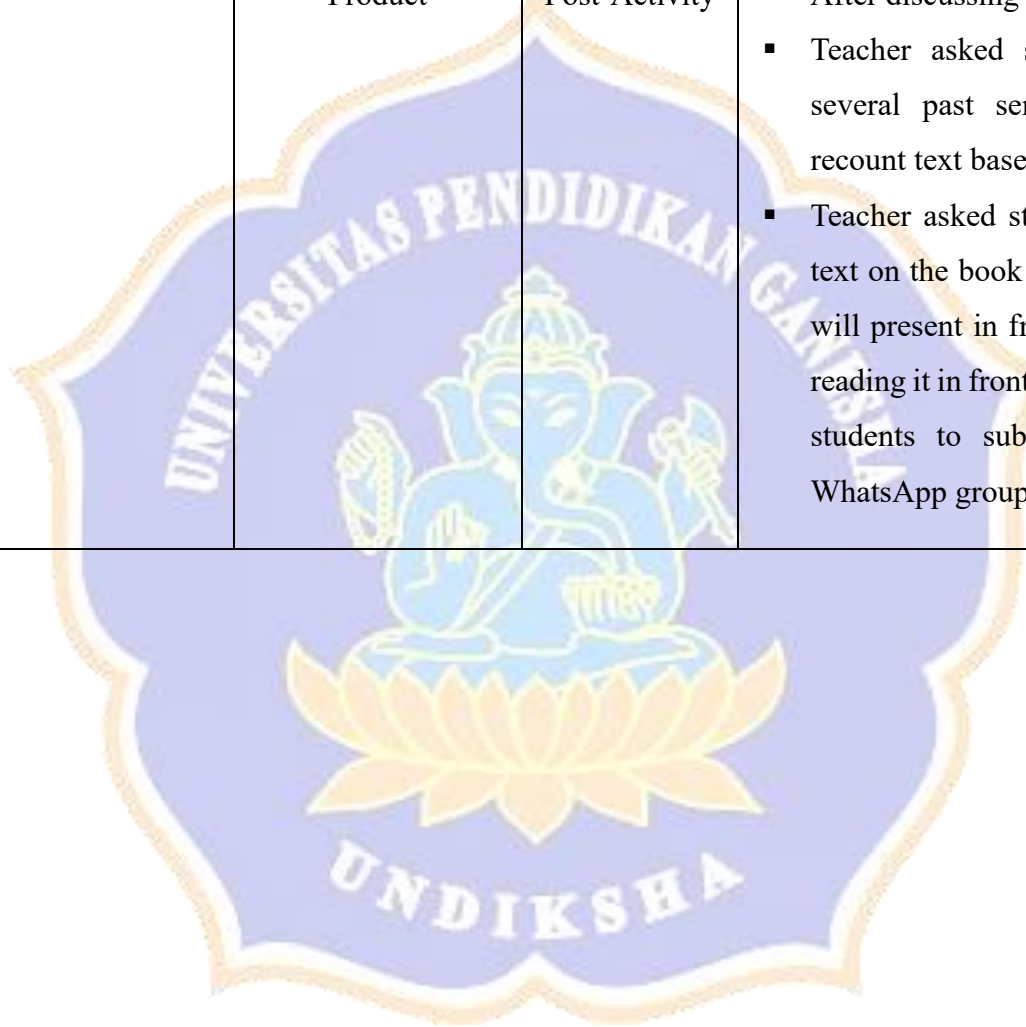 Product
Post-Activity
After discussing
▪ Teacher asked
several past
recount text base
▪ Teacher asked
text on the book
will present in
reading it in front
students to
WhatsApp group
UNIVERSITAS PENDIDIKAN GANESHA
UNDIKSHA